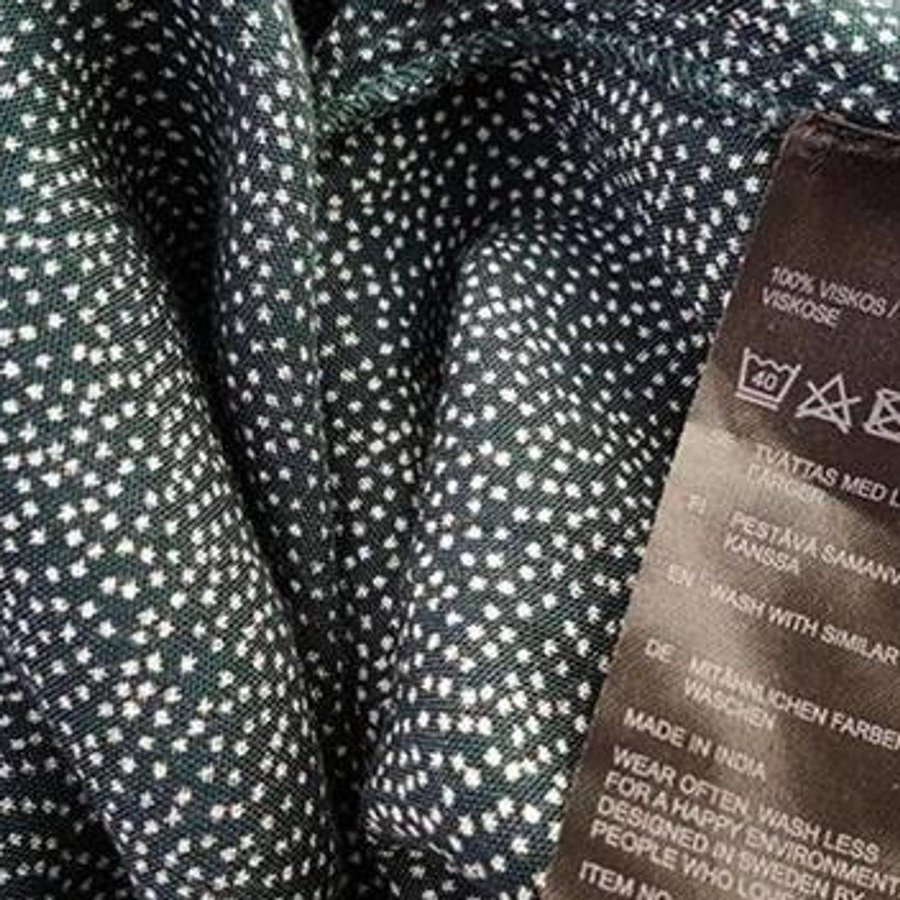 100% VISKOS /
VISKOSE
40
TVÄTTAS MED L
FI PESTÄVÄ SAMANV
KANSSA
EN WASH WITH SIMILAR
DE MIT ÄHNLICHEN FARBEN
WASCHEN
MADE IN INDIA
WEAR OFTEN, WASH LESS
FOR A HAPPY ENVIRONMENT
DESIGNED IN SWEDEN BY
PEOPLE WHO LOVE
ITEM NO